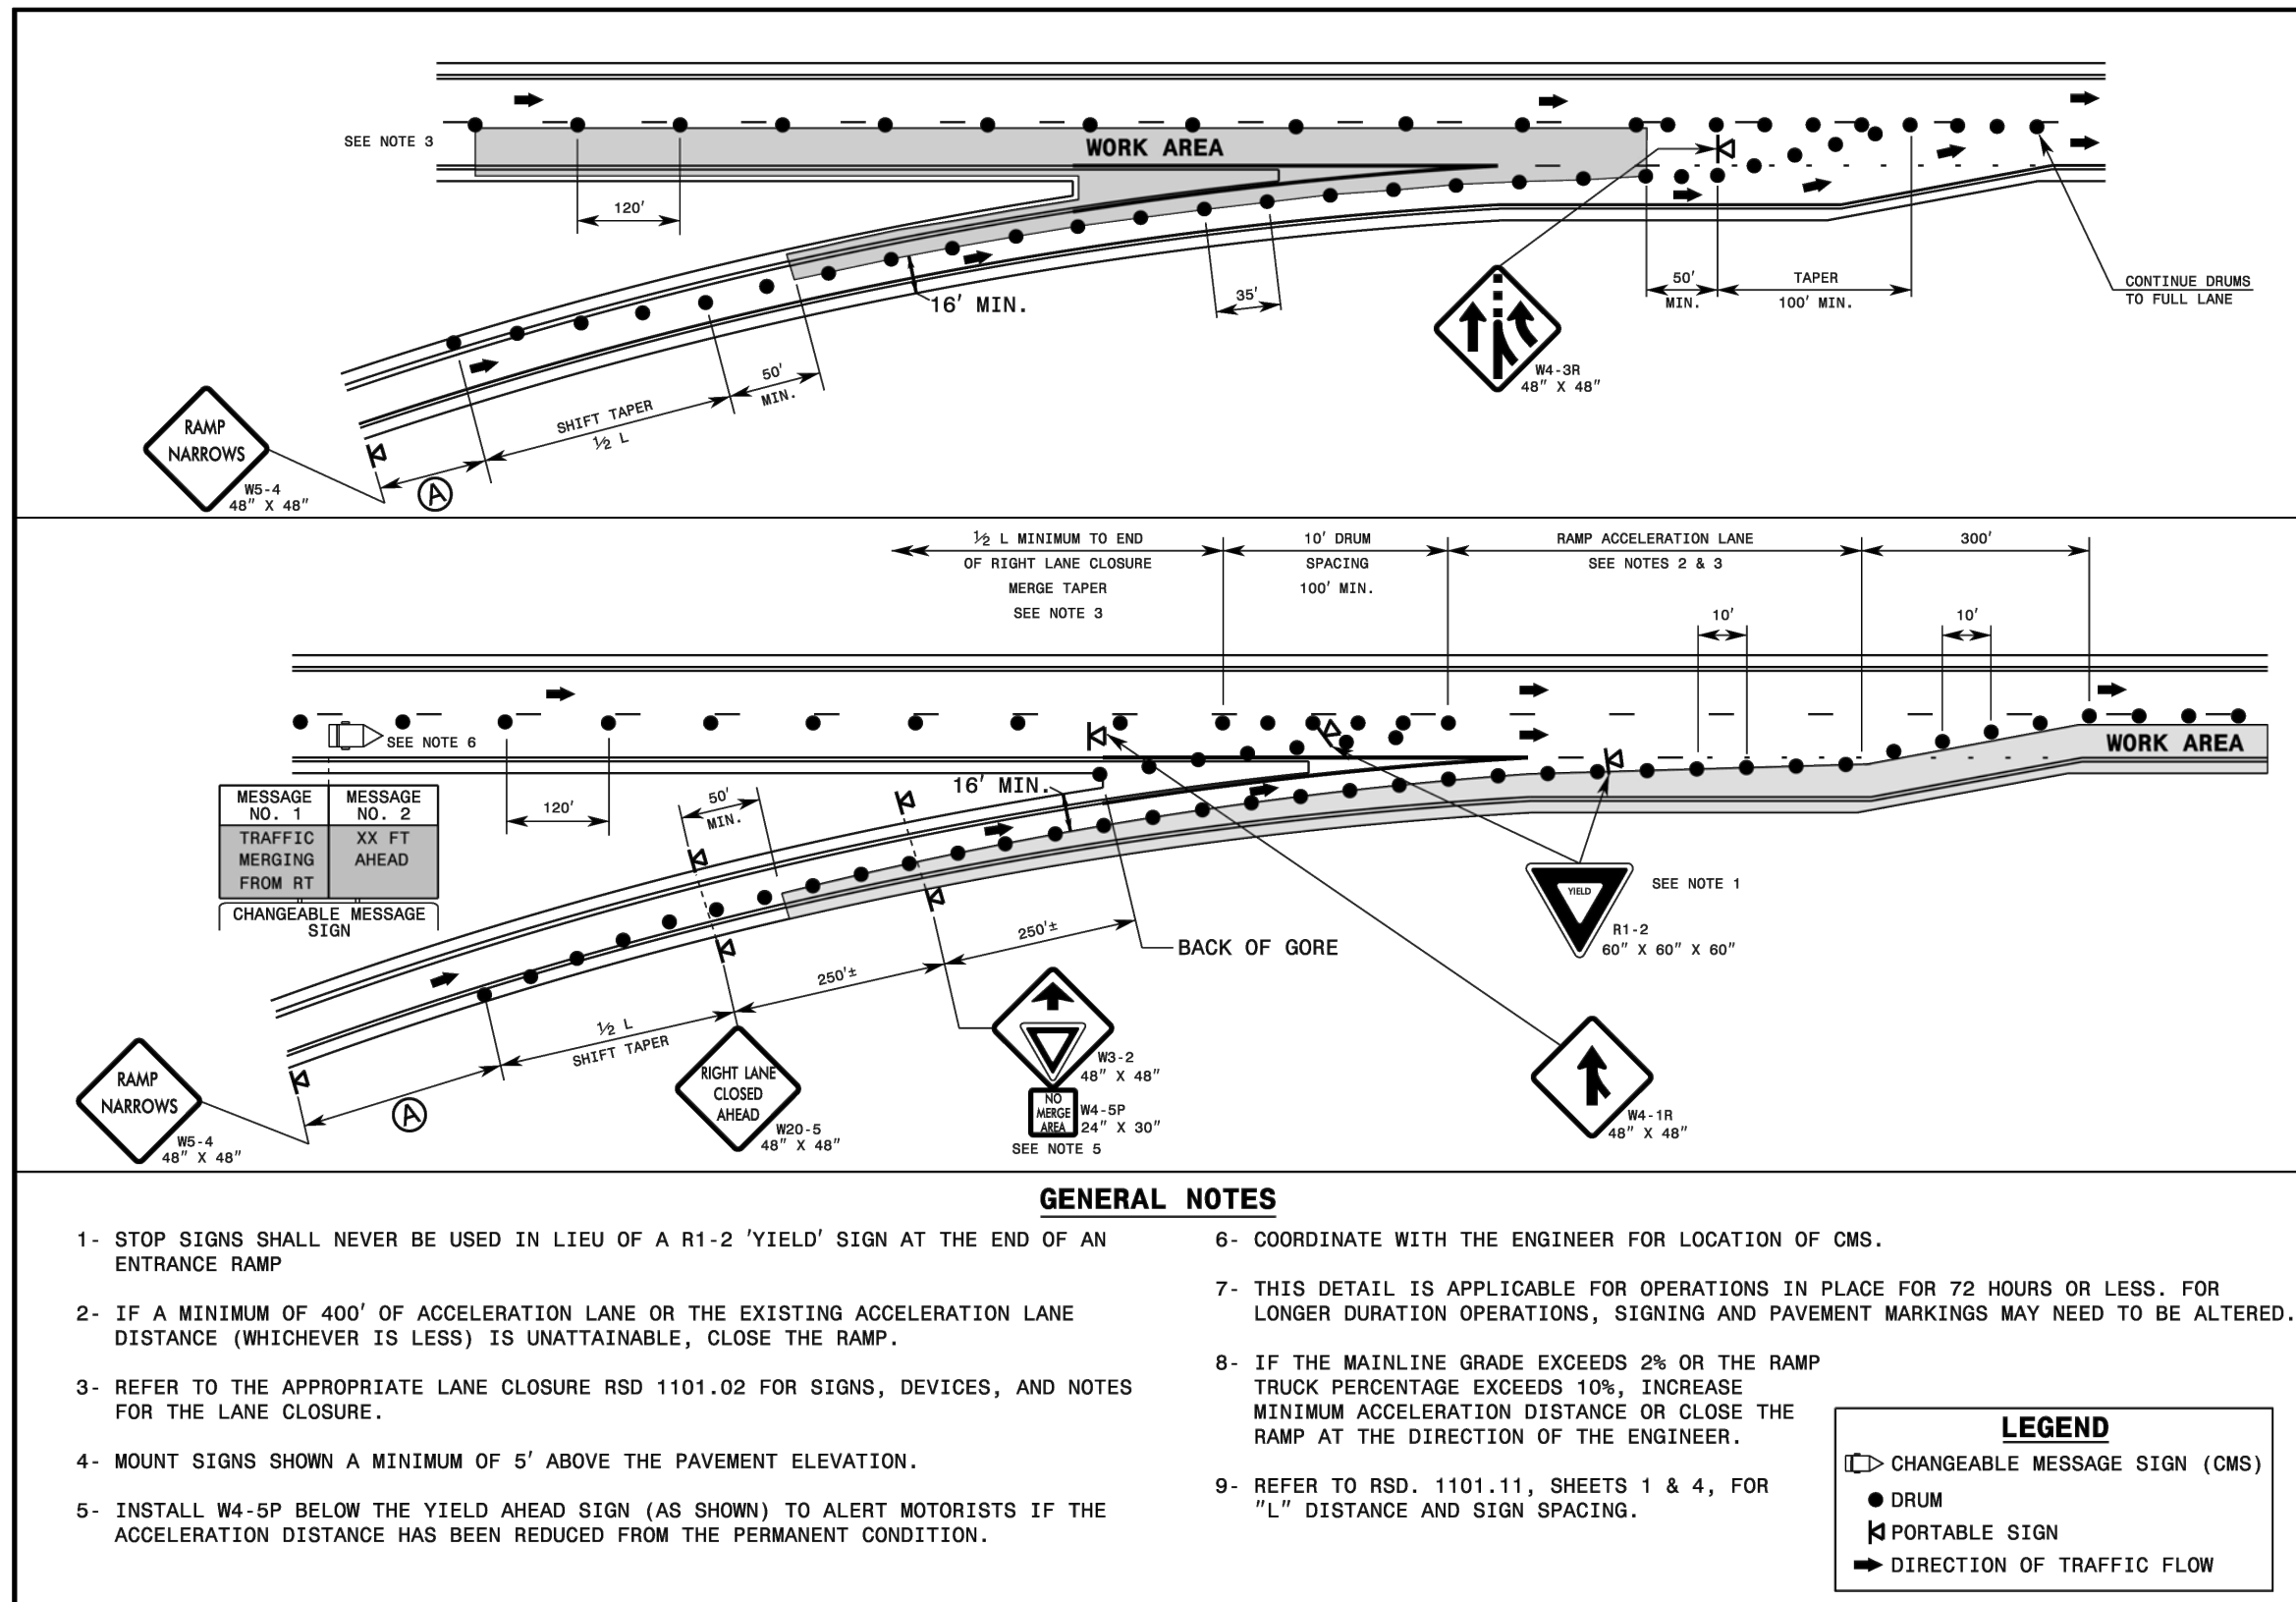 SEE NOTE 3
WORK AREA
120'
16' MIN.
35'
50'
MIN.
TAPER
100' MIN.
CONTINUE DRUMS
TO FULL LANE
W4-3R
48" X 48"
50'
MIN.
SHIFT TAPER
½ L
RAMP
NARROWS
W5-4
48" X 48"
A
½ L MINIMUM TO END
OF RIGHT LANE CLOSURE
MERGE TAPER
SEE NOTE 3
10' DRUM
SPACING
100' MIN.
RAMP ACCELERATION LANE
SEE NOTES 2 & 3
300'
10'
10'
SEE NOTE 6
WORK AREA
MESSAGE
NO. 1
MESSAGE
NO. 2
TRAFFIC
MERGING
FROM RT
XX FT
AHEAD
CHANGEABLE MESSAGE
SIGN
120'
50'
MIN.
16' MIN.
YIELD
SEE NOTE 1
R1-2
60" X 60" X 60"
250'±
BACK OF GORE
250'±
½ L
SHIFT TAPER
RAMP
NARROWS
W5-4
48" X 48"
A
RIGHT LANE
CLOSED
AHEAD
W20-5
48" X 48"
W3-2
48" X 48"
NO
MERGE
AREA
W4-5P
24" X 30"
SEE NOTE 5
W4-1R
48" X 48"
GENERAL NOTES
1- STOP SIGNS SHALL NEVER BE USED IN LIEU OF A R1-2 'YIELD' SIGN AT THE END OF AN
ENTRANCE RAMP
2- IF A MINIMUM OF 400' OF ACCELERATION LANE OR THE EXISTING ACCELERATION LANE
DISTANCE (WHICHEVER IS LESS) IS UNATTAINABLE, CLOSE THE RAMP.
3- REFER TO THE APPROPRIATE LANE CLOSURE RSD 1101.02 FOR SIGNS, DEVICES, AND NOTES
FOR THE LANE CLOSURE.
4- MOUNT SIGNS SHOWN A MINIMUM OF 5' ABOVE THE PAVEMENT ELEVATION.
5- INSTALL W4-5P BELOW THE YIELD AHEAD SIGN (AS SHOWN) TO ALERT MOTORISTS IF THE
ACCELERATION DISTANCE HAS BEEN REDUCED FROM THE PERMANENT CONDITION.
6- COORDINATE WITH THE ENGINEER FOR LOCATION OF CMS.
7- THIS DETAIL IS APPLICABLE FOR OPERATIONS IN PLACE FOR 72 HOURS OR LESS. FOR
LONGER DURATION OPERATIONS, SIGNING AND PAVEMENT MARKINGS MAY NEED TO BE ALTERED.
8- IF THE MAINLINE GRADE EXCEEDS 2% OR THE RAMP
TRUCK PERCENTAGE EXCEEDS 10%, INCREASE
MINIMUM ACCELERATION DISTANCE OR CLOSE THE
RAMP AT THE DIRECTION OF THE ENGINEER.
9- REFER TO RSD. 1101.11, SHEETS 1 & 4, FOR
"L" DISTANCE AND SIGN SPACING.
LEGEND
CHANGEABLE MESSAGE SIGN (CMS)
DRUM
PORTABLE SIGN
DIRECTION OF TRAFFIC FLOW